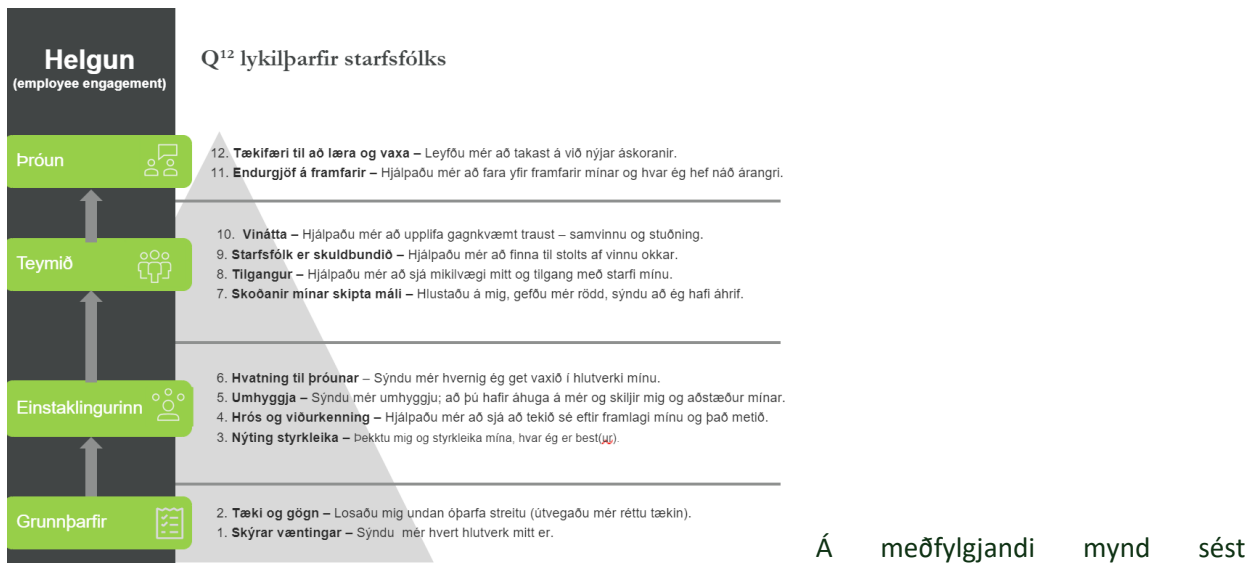 Helgun
(employee engagement)
Q¹² lykilþarfir starfsfólks
Þróun
12. Tækifæri til að læra og vaxa – Leyfðu mér að takast á við nýjar áskoranir.
11. Endurgjöf á framfarir – Hjálpaðu mér að fara yfir framfarir mínar og hvar ég hef náð árangri.
Teymið
10. Vinátta – Hjálpaðu mér að upplifa gagnkvæmt traust – samvinnu og stuðning.
9. Starfsfólk er skuldbundið – Hjálpaðu mér að finna til stolts af vinnu okkar.
8. Tilgangur – Hjálpaðu mér að sjá mikilvægi mitt og tilgang með starfi mínu.
7. Skoðanir mínar skipta máli – Hlustaðu á mig, gefðu mér rödd, sýndu að ég hafi áhrif.
Einstaklingurinn
6. Hvatning til þróunar – Sýndu mér hvernig ég get vaxið í hlutverki mínu.
5. Umhyggja – Sýndu mér umhyggju; að þú hafir áhuga á mér og skiljir mig og aðstæður mínar.
4. Hrós og viðurkenning – Hjálpaðu mér að sjá að tekið sé eftir framlagi mínu og það metið.
3. Nýting styrkleika – Þekktu mig og styrkleika mína, hvar ég er best(ur).
Grunnþarfir
2. Tæki og gögn – Losaðu mig undan óþarfa streitu (útvegaðu mér réttu tækin).
1. Skýrar væntingar – Sýndu mér hvert hlutverk mitt er.
Á meðfylgjandi mynd sést